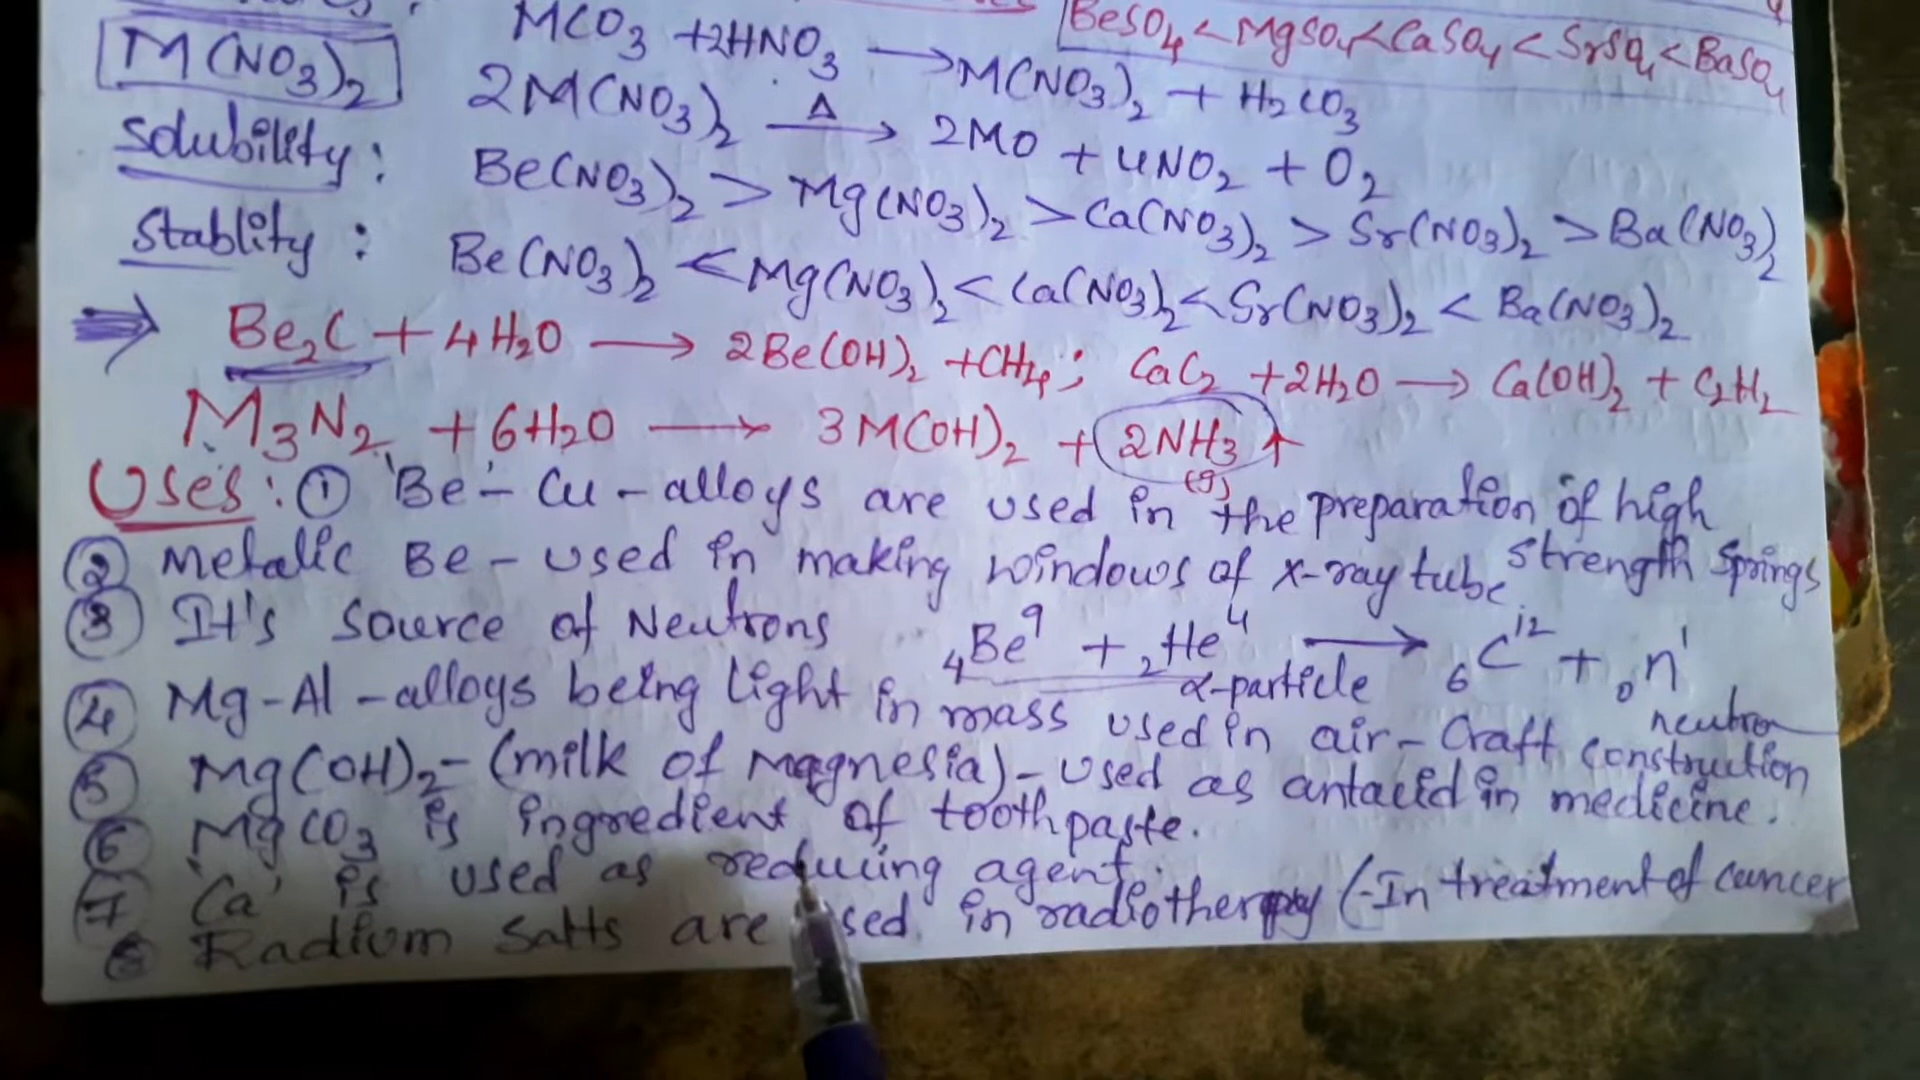 BeSO4 < MgSO4 < CaSO4 < SrSO4 < BaSO4
M(NO3)2
MCO3 + 2HNO3 → M(NO3)2 + H2CO3
2M(NO3)2 Δ→ 2MO + 4NO2 + O2
Solubility: Be(NO3)2 > Mg(NO3)2 > Ca(NO3)2 > Sr(NO3)2 > Ba(NO3)2
Stablity: Be(NO3)2 < Mg(NO3)2 < Ca(NO3)2 < Sr(NO3)2 < Ba(NO3)2
⇒ Be2C + 4H2O → 2Be(OH)2 + CH4; CaC2 + 2H2O → Ca(OH)2 + C2H2
M3N2 + 6H2O → 3M(OH)2 + 2NH3 ↑
(g)
Uses: ① 'Be' - Cu - alloys are used in the preparation of high
strength springs
② Metalic Be - used in making windows of x-ray tube
③ It's source of Neutrons 4Be9 + 2He4 → 6C12 + 0n1
α-particle neutron
④ Mg-Al - alloys being light in mass used in air-craft construction
⑤ Mg(OH)2 - (milk of magnesia) - used as antacid in medicine.
⑥ MgCO3 is ingredient of toothpaste.
⑦ 'Ca' is used as reducing agent.
⑧ Radium salts are used in radiotherapy (-In treatment of cancer